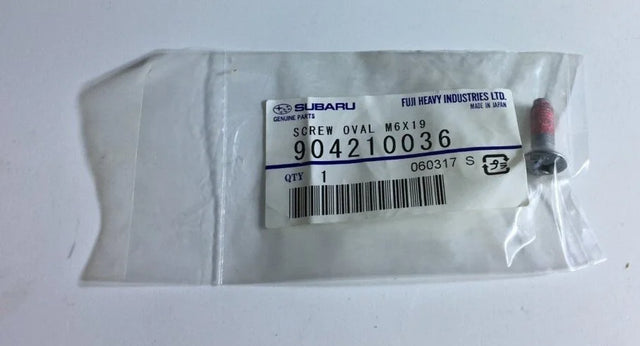 SUBARU
GENUINE PARTS
FUJI HEAVY INDUSTRIES LTD.
MADE IN JAPAN
SCREW OVAL M6X19
904210036
QTY 1
060317 S